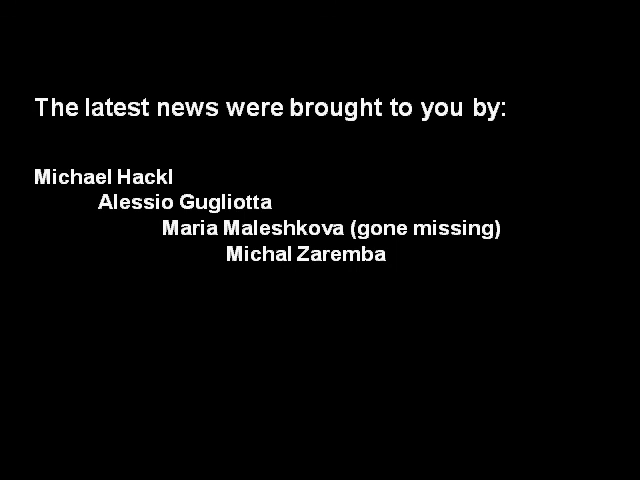 The latest news were brought to you by:
Michael Hackl
Alessio Gugliotta
Maria Maleshkova (gone missing)
Michal Zaremba